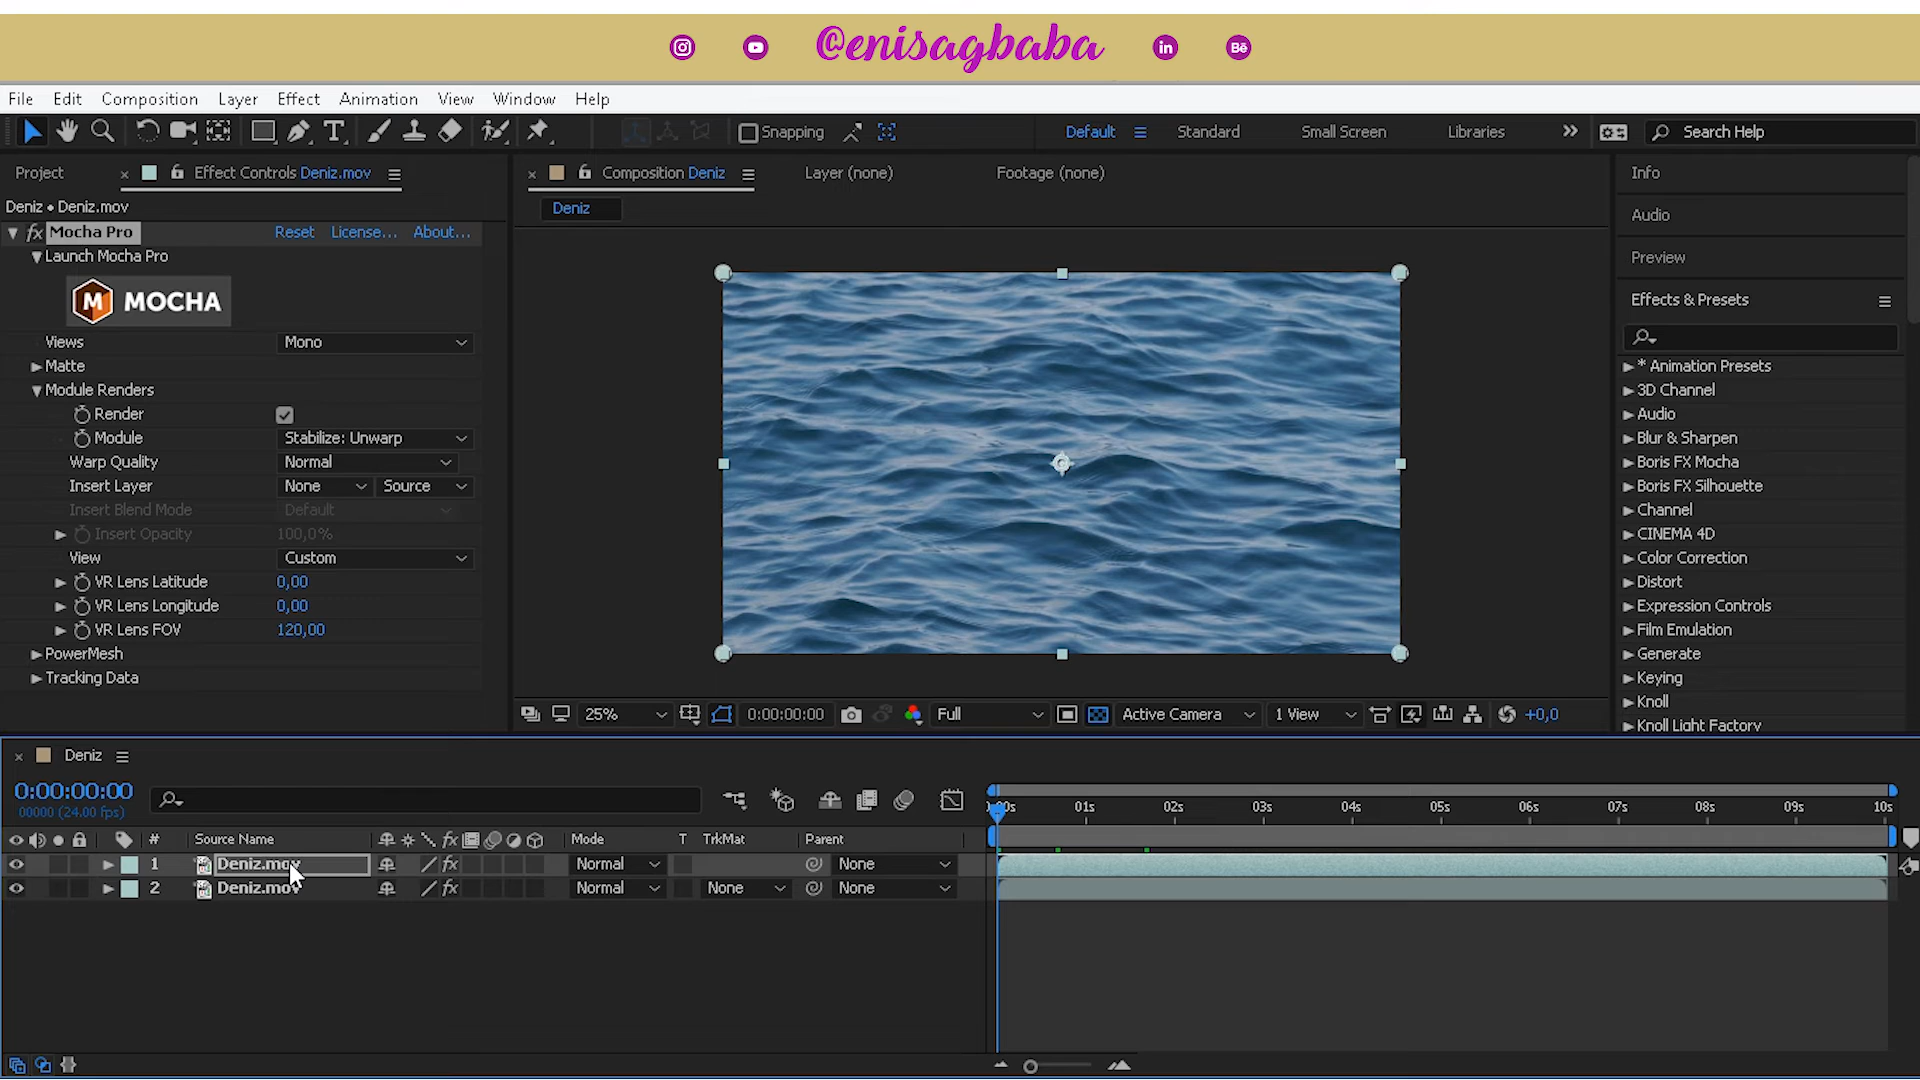 @enisagbaba
in
Bē
File Edit Composition Layer Effect Animation View Window Help
Snapping
Default Standard Small Screen Libraries Search Help
Project Effect Controls Deniz.mov
Composition Deniz Layer (none) Footage (none)
Info
Deniz • Deniz.mov
Deniz
Audio
fx Mocha Pro Reset License... About...
Launch Mocha Pro
Preview
M MOCHA
Effects & Presets
Views Mono
Matte
* Animation Presets
Module Renders
3D Channel
Render
Audio
Module Stabilize: Unwarp
Blur & Sharpen
Warp Quality Normal
Boris FX Mocha
Insert Layer None Source
Boris FX Silhouette
Insert Blend Mode Default
Channel
Insert Opacity 100,0%
CINEMA 4D
View Custom
Color Correction
VR Lens Latitude 0,00
Distort
VR Lens Longitude 0,00
Expression Controls
VR Lens FOV 120,00
Film Emulation
PowerMesh
Generate
Tracking Data
Keying
Knoll
Knoll Light Factory
25% 0:00:00:00 Full Active Camera 1 View +0,0
Deniz
0:00:00:00
00000 (24.00 fps)
:00s 01s 02s 03s 04s 05s 06s 07s 08s 09s 10s
# Source Name fx Mode T TrkMat Parent
1 Deniz.mov fx Normal None
2 Deniz.mov fx Normal None None